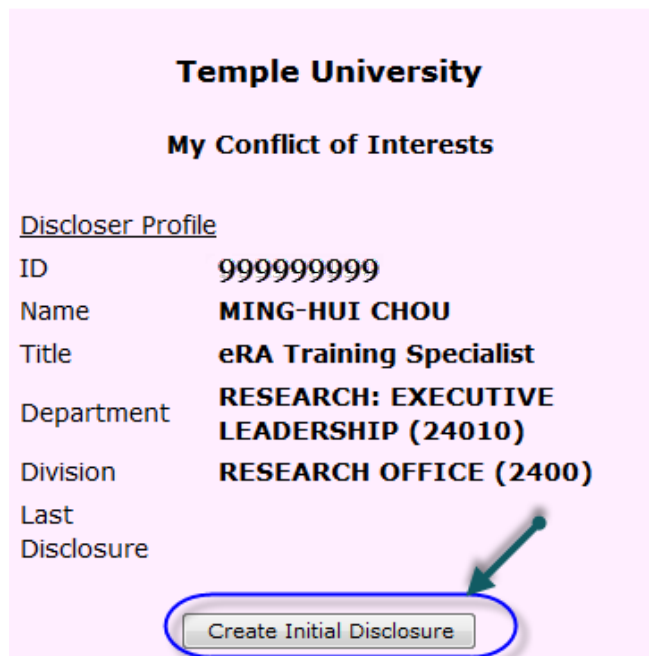 Temple University
My Conflict of Interests
Discloser Profile
ID 999999999
Name MING-HUI CHOU
Title eRA Training Specialist
Department RESEARCH: EXECUTIVE
LEADERSHIP (24010)
Division RESEARCH OFFICE (2400)
Last
Disclosure
Create Initial Disclosure